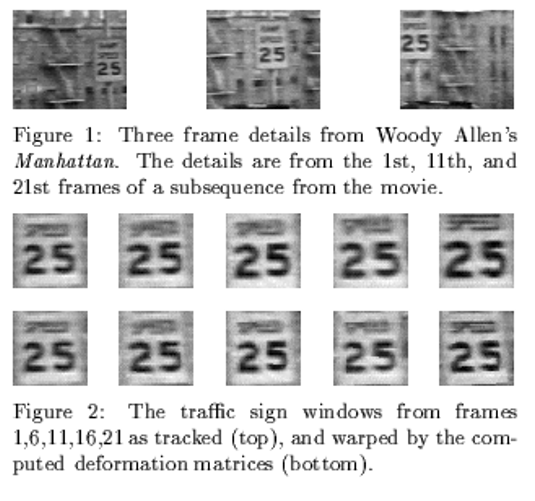 25
25
25
Figure 1: Three frame details from Woody Allen's
Manhattan. The details are from the 1st, 11th, and
21st frames of a subsequence from the movie.
25 25 25 25 25
25 25 25 25 25
Figure 2: The traffic sign windows from frames
1,6,11,16,21 as tracked (top), and warped by the com-
puted deformation matrices (bottom).